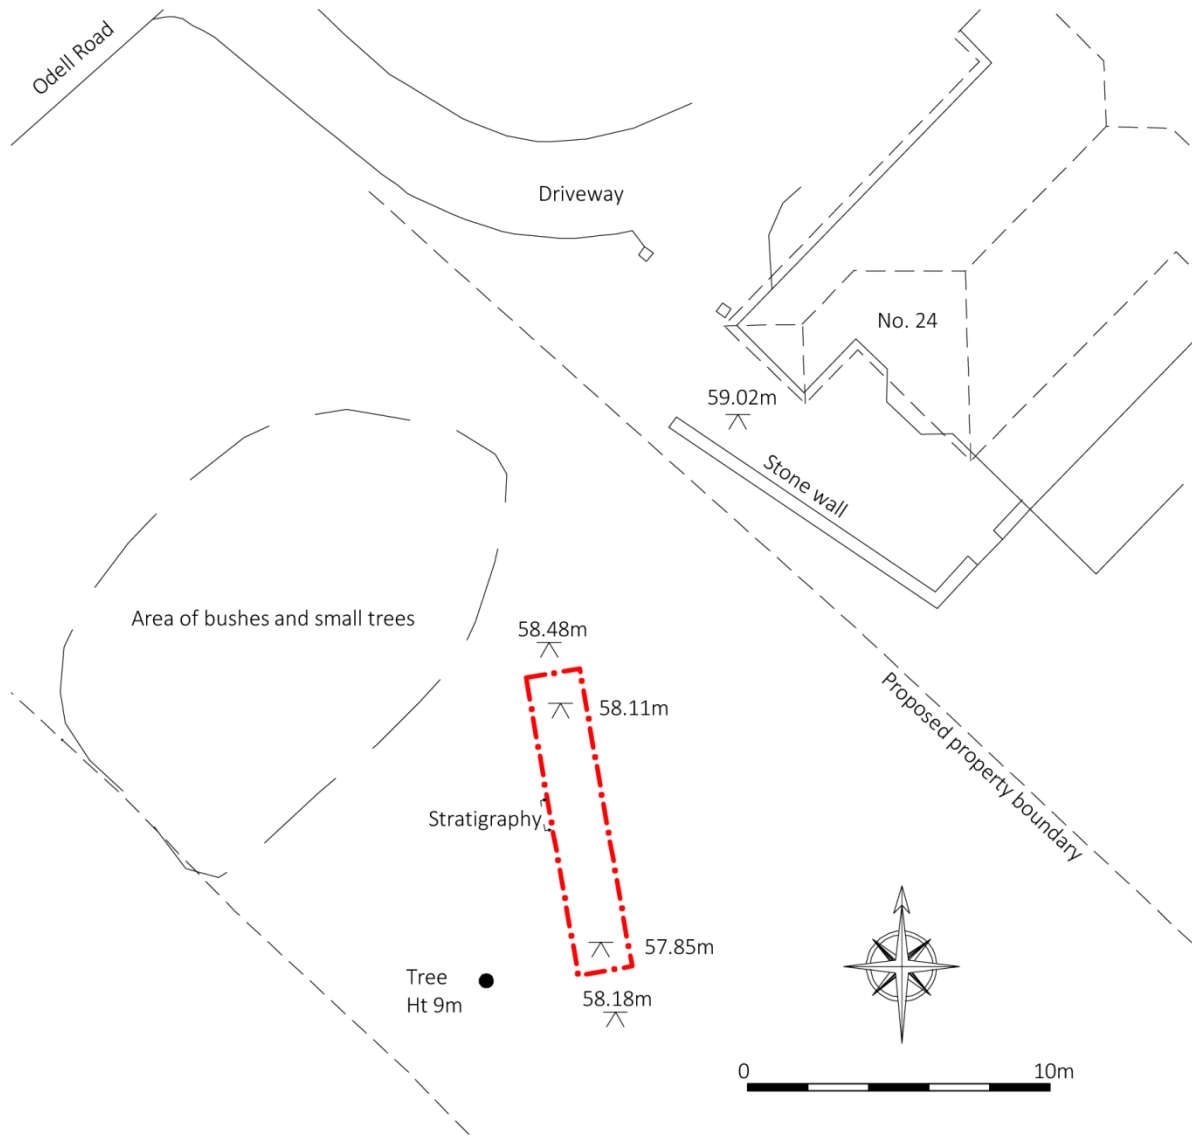 Odell Road
Driveway
No. 24
59.02m
Stone wall
Area of bushes and small trees
58.48m
58.11m
Proposed property boundary
Stratigraphy
57.85m
Tree
Ht 9m
58.18m
0
10m